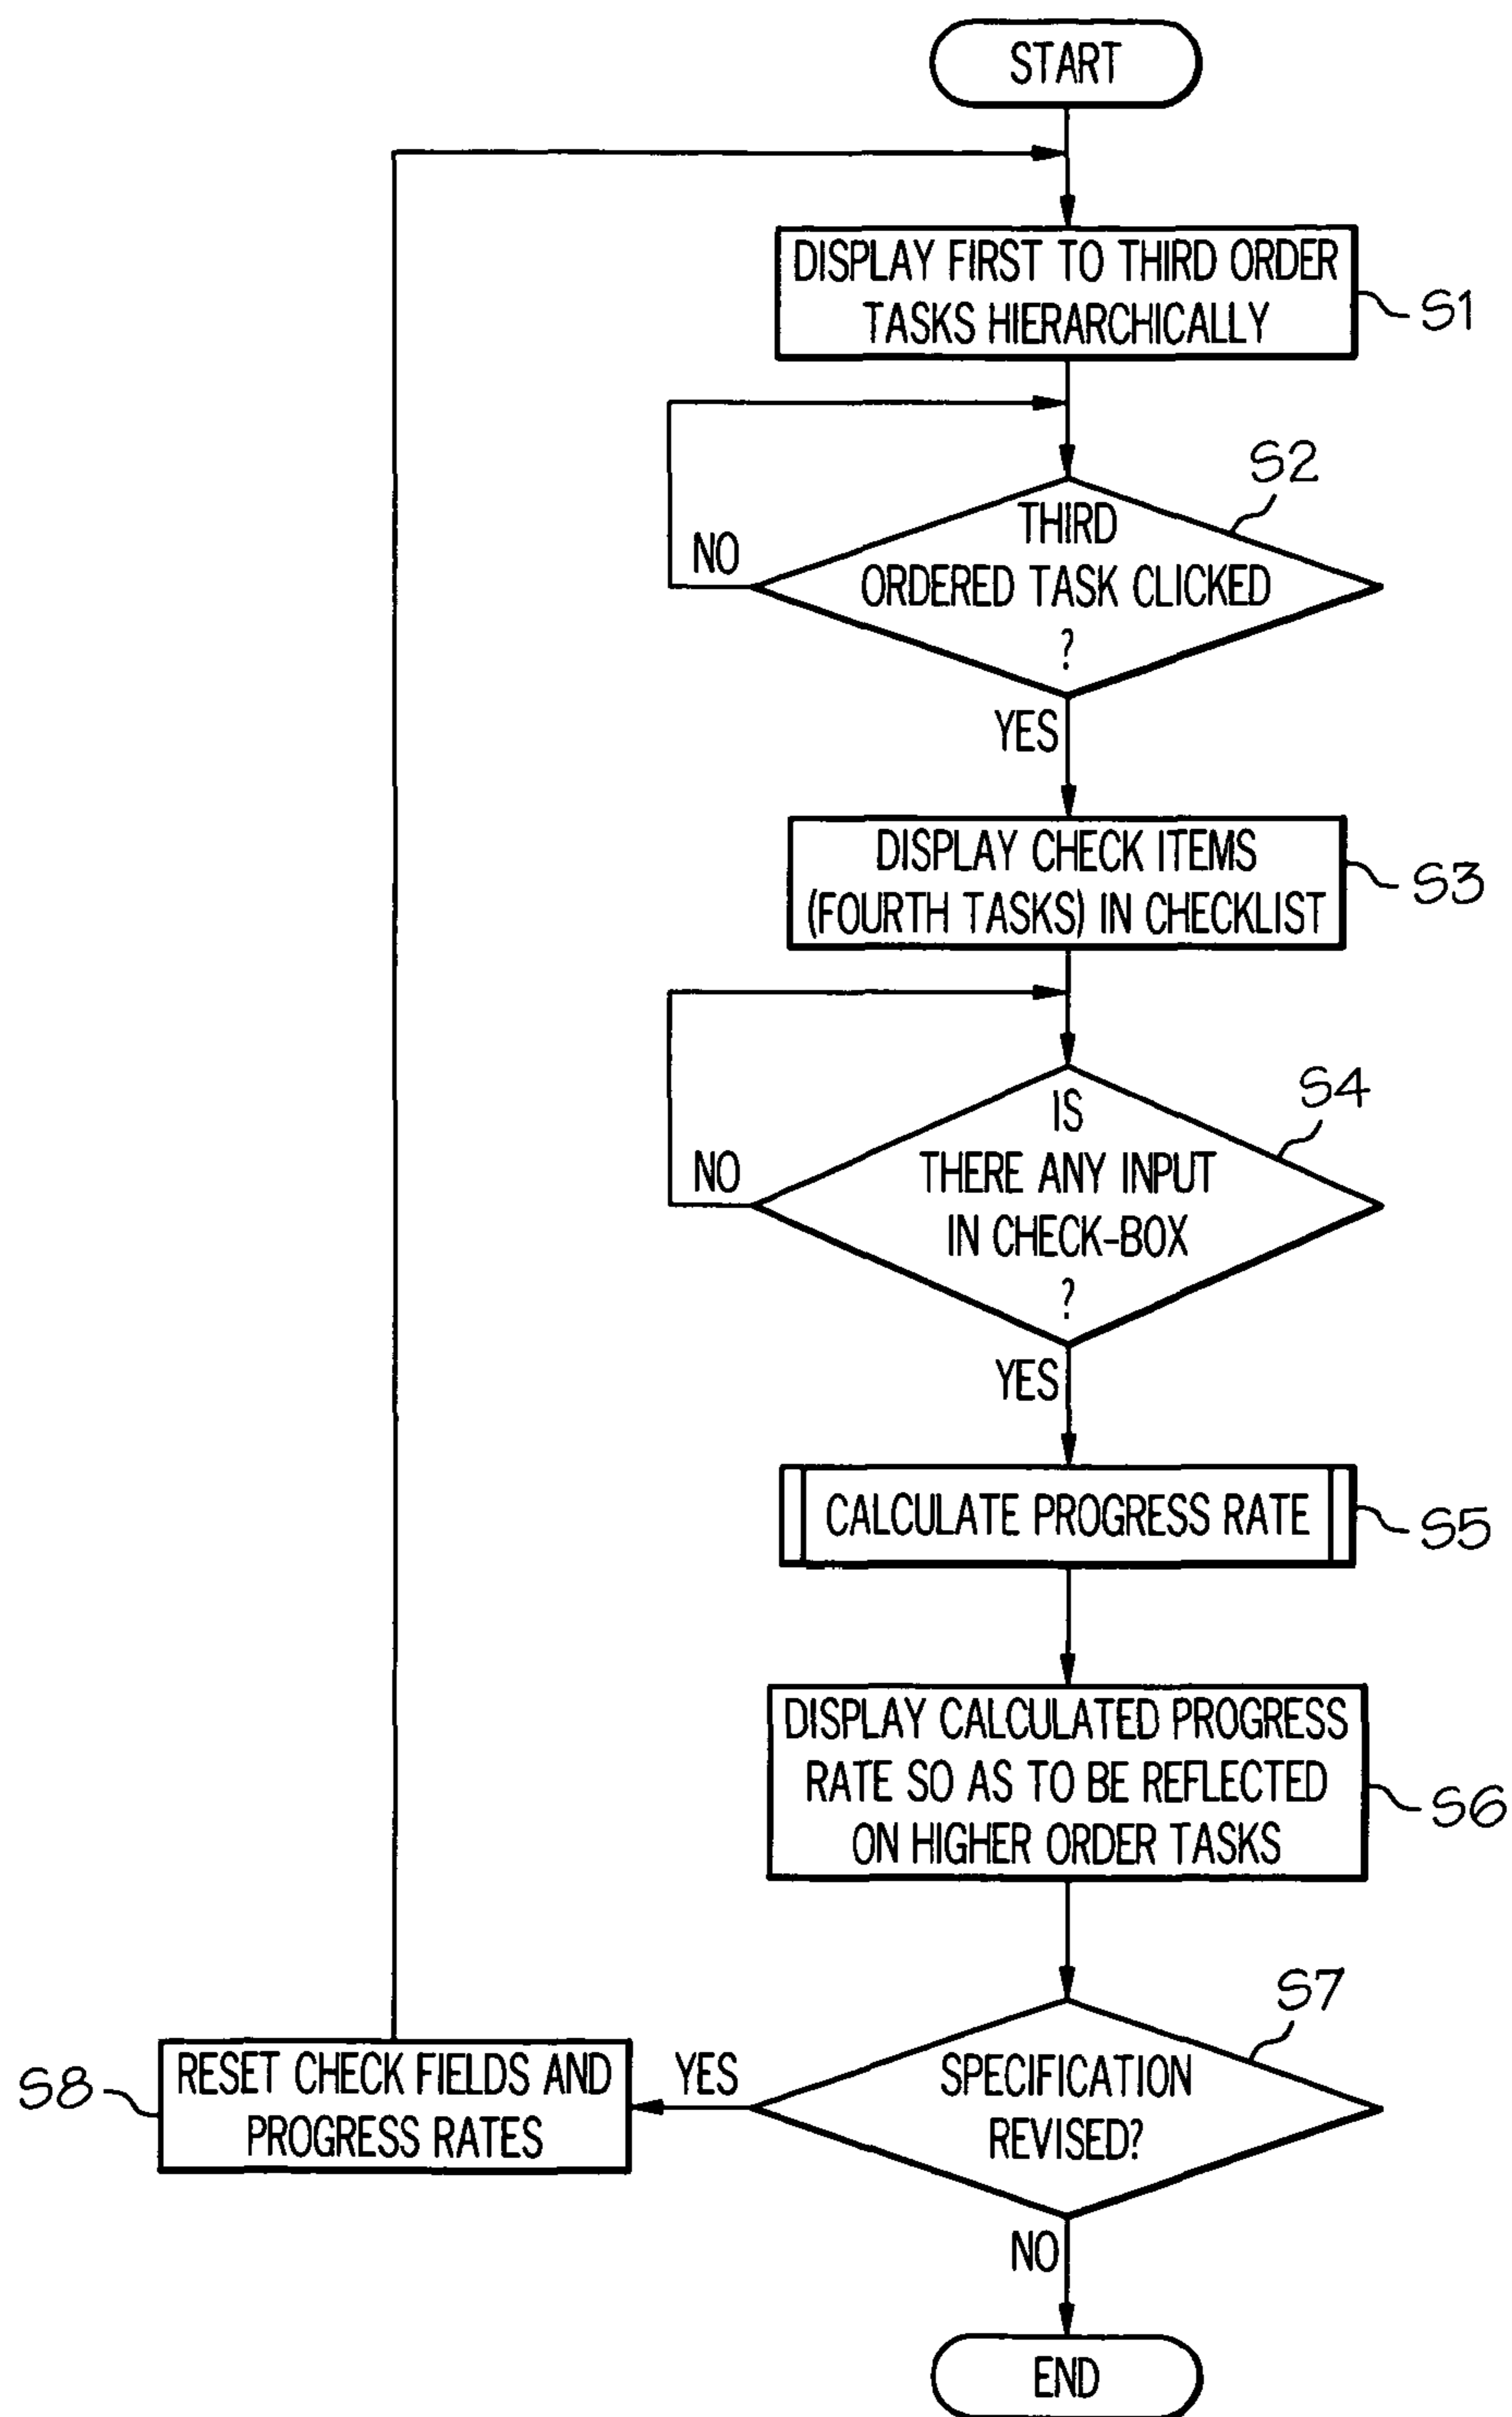 START
DISPLAY FIRST TO THIRD ORDER
TASKS HIERARCHICALLY
S1
S2
THIRD
ORDERED TASK CLICKED
?
NO
YES
DISPLAY CHECK ITEMS
(FOURTH TASKS) IN CHECKLIST
S3
S4
IS
THERE ANY INPUT
IN CHECK-BOX
?
NO
YES
CALCULATE PROGRESS RATE
S5
DISPLAY CALCULATED PROGRESS
RATE SO AS TO BE REFLECTED
ON HIGHER ORDER TASKS
S6
S7
SPECIFICATION
REVISED?
YES
S8
RESET CHECK FIELDS AND
PROGRESS RATES
NO
END